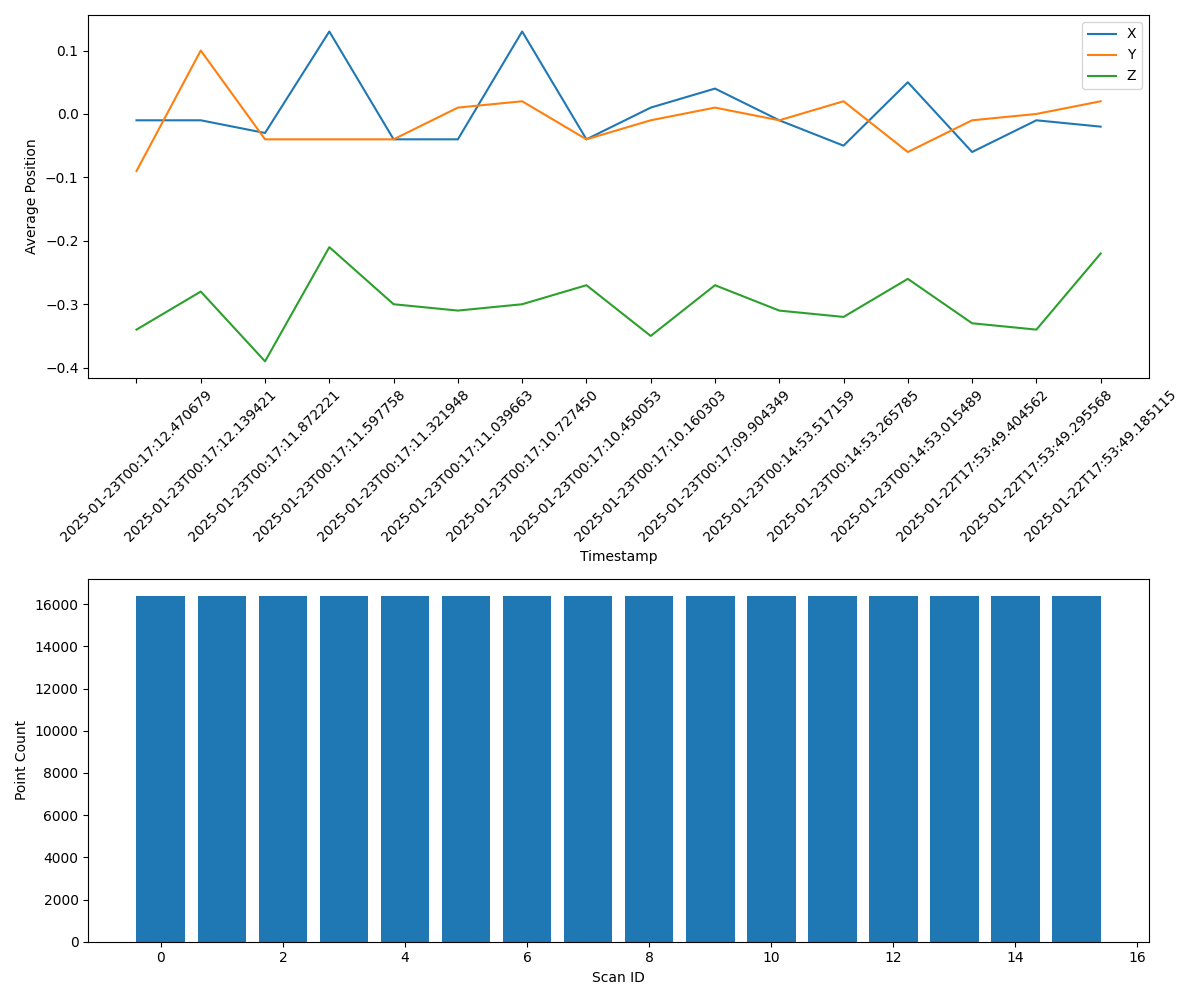 X
Y
Z
Average Position
0.1
0.0
−0.1
−0.2
−0.3
−0.4
2025-01-23T00:17:12.470679
2025-01-23T00:17:12.139421
2025-01-23T00:17:11.872221
2025-01-23T00:17:11.597758
2025-01-23T00:17:11.321948
2025-01-23T00:17:11.039663
2025-01-23T00:17:10.727450
2025-01-23T00:17:10.450053
2025-01-23T00:17:10.160303
2025-01-23T00:17:09.904349
2025-01-23T00:14:53.517159
2025-01-23T00:14:53.265785
2025-01-23T00:14:53.015489
2025-01-22T17:53:49.404562
2025-01-22T17:53:49.295568
2025-01-22T17:53:49.185115
Timestamp
Point Count
16000
14000
12000
10000
8000
6000
4000
2000
0
0 2 4 6 8 10 12 14 16
Scan ID